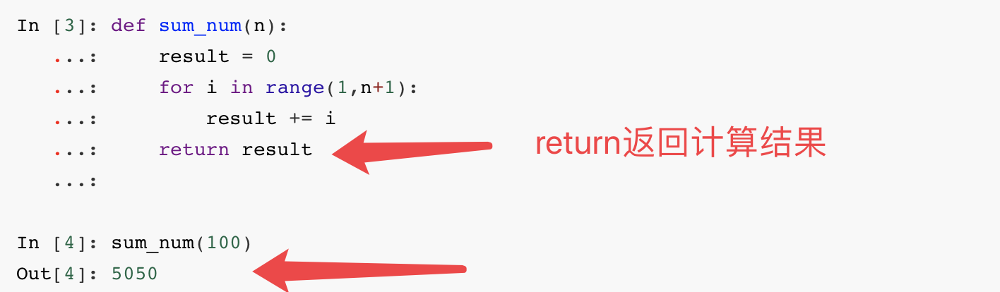 In [3]: def sum_num(n):
   ...:     result = 0
   ...:     for i in range(1,n+1):
   ...:         result += i
   ...:     return result
return返回计算结果
   ...:
In [4]: sum_num(100)
Out[4]: 5050